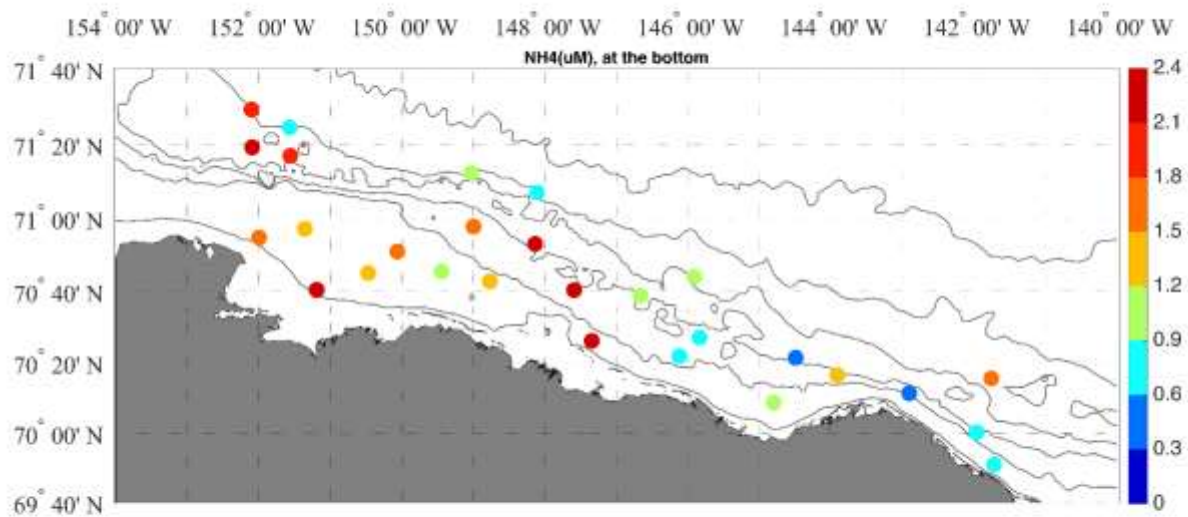 154° 00' W 152° 00' W 150° 00' W 148° 00' W 146° 00' W 144° 00' W 142° 00' W 140° 00' W
NH4(uM), at the bottom
71° 40' N
71° 20' N
71° 00' N
70° 40' N
70° 20' N
70° 00' N
69° 40' N
2.4
2.1
1.8
1.5
1.2
0.9
0.6
0.3
0